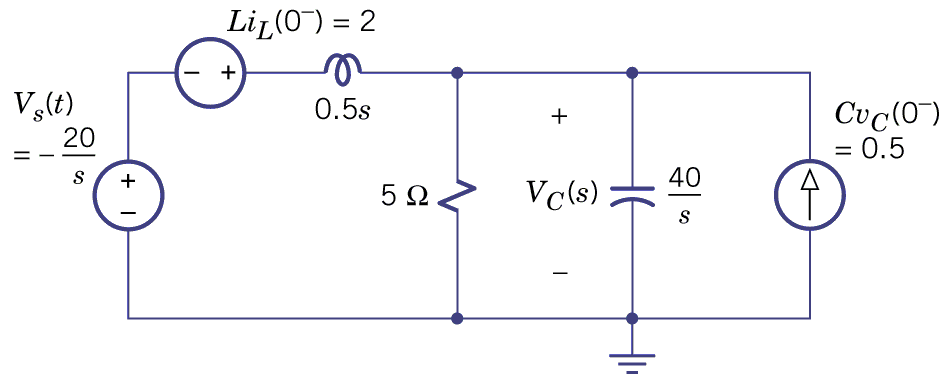 Li_L(0⁻) = 2
V_s(t)
= − 20/s
− +
0.5s
+
−
5 Ω
+
V_C(s)
−
40/s
Cv_C(0⁻)
= 0.5